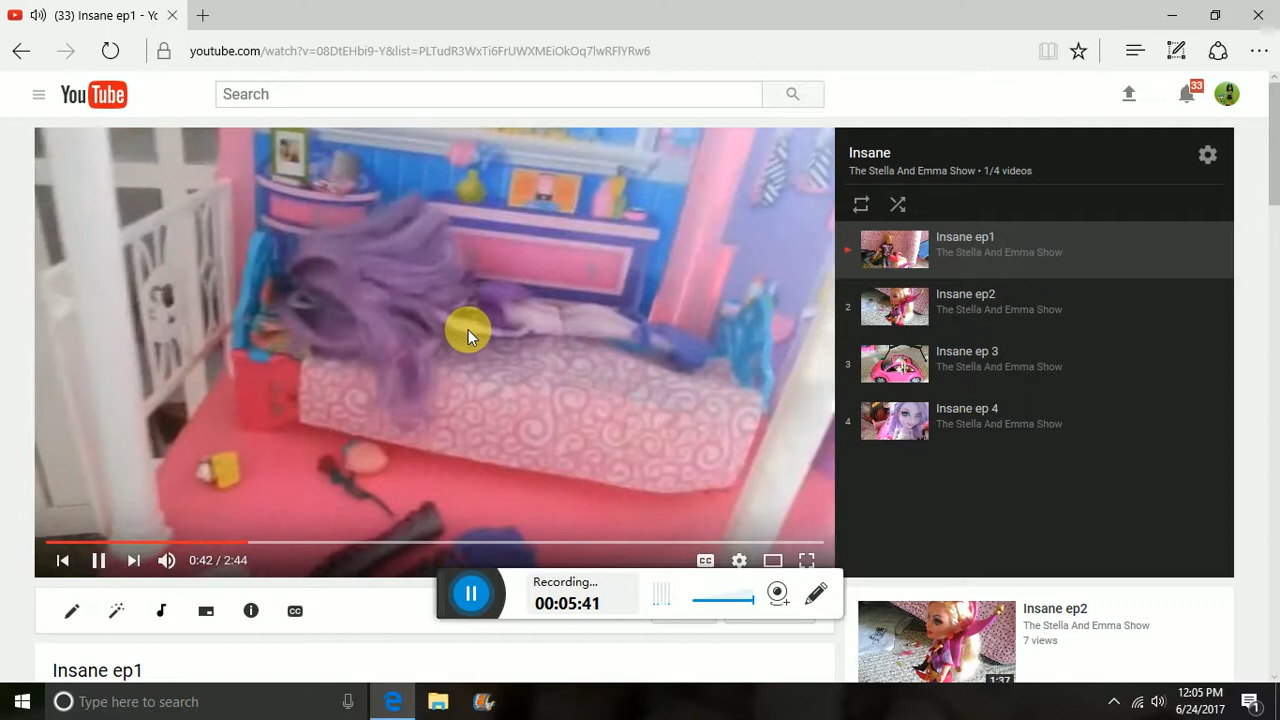 (33) Insane ep1 - Yo
youtube.com/watch?v=08DtEHbi9-Y&list=PLTudR3WxTi6FrUWXMEiOkOq7lwRFlYRw6
YouTube
Search
33
Insane
The Stella And Emma Show • 1/4 videos
Insane ep1
The Stella And Emma Show
2
Insane ep2
The Stella And Emma Show
3
Insane ep 3
The Stella And Emma Show
4
Insane ep 4
The Stella And Emma Show
0:42 / 2:44
CC
Recording...
00:05:41
CC
Insane ep2
The Stella And Emma Show
7 views
1:37
Insane ep1
Type here to search
12:05 PM
6/24/2017
1